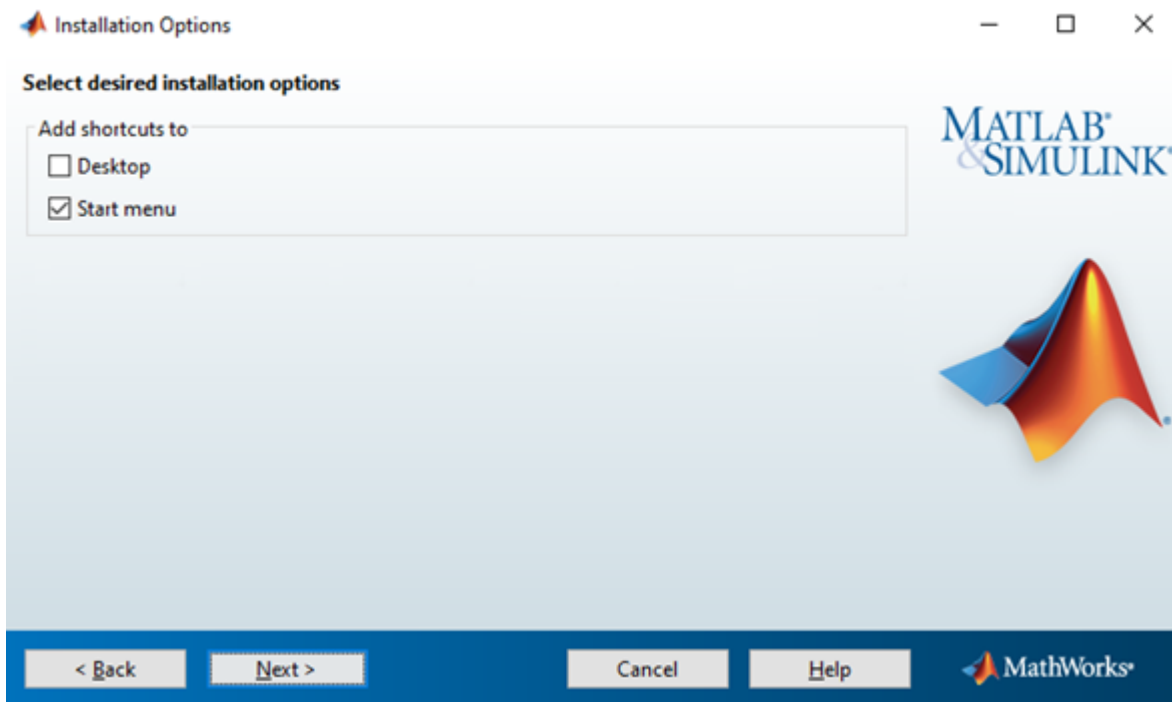 Installation Options
Select desired installation options
Add shortcuts to
Desktop
Start menu
MATLAB®
&SIMULINK®
®
< Back Next > Cancel Help MathWorks®